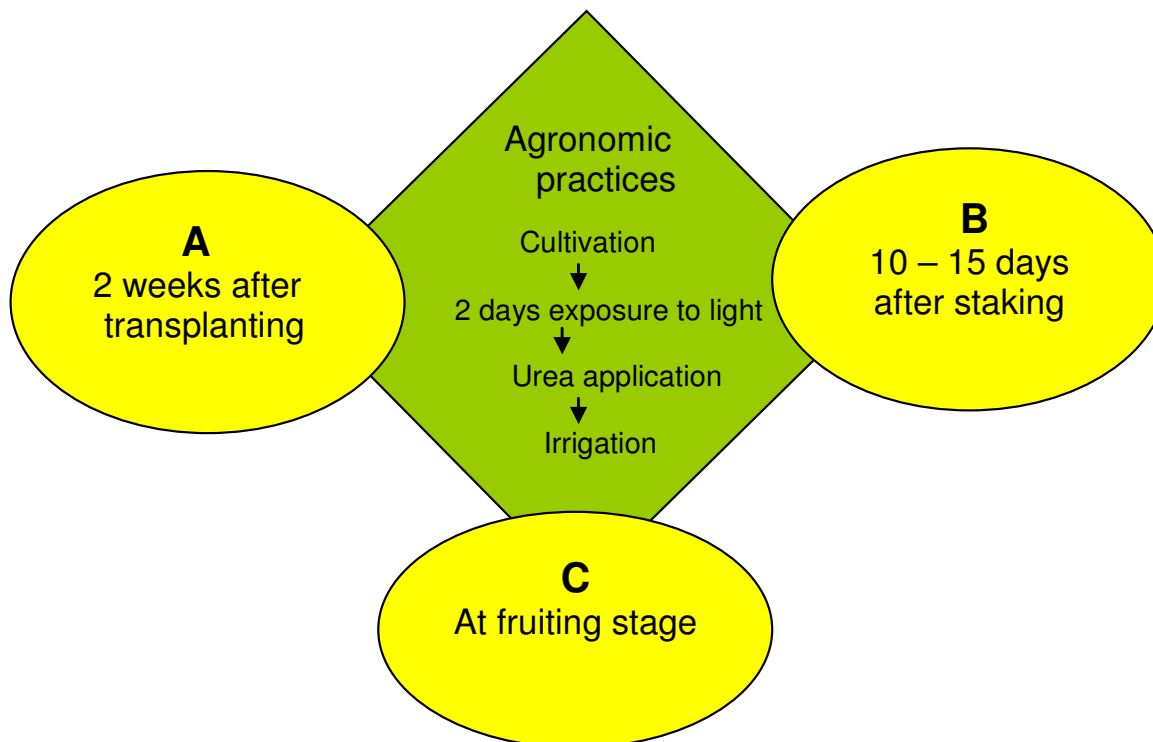 Agronomic
practices
Cultivation
2 days exposure to light
Urea application
Irrigation
A
2 weeks after
transplanting
B
10 – 15 days
after staking
C
At fruiting stage